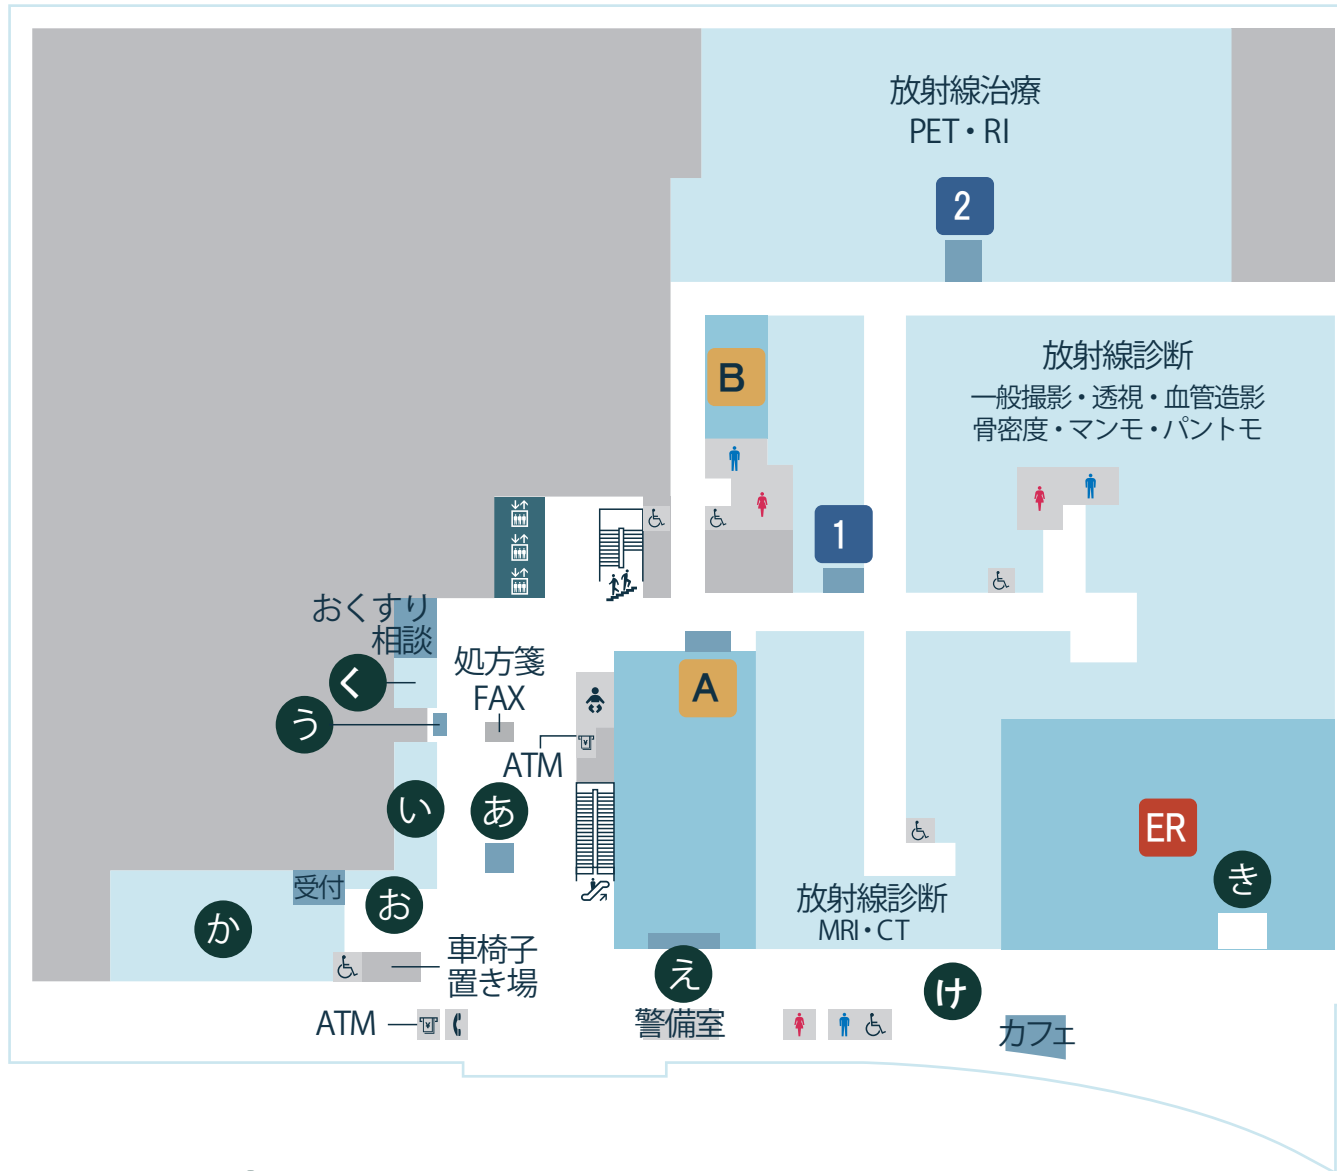 放射線治療
PET・RI
2
B
放射線診断
一般撮影・透視・血管造影
骨密度・マンモ・パントモ
1
おくすり
相談
処方箋
FAX
く
う
A
ATM
い
あ
ER
き
受付
お
か
放射線診断
MRI・CT
車椅子
置き場
え
警備室
け
ATM
カフェ